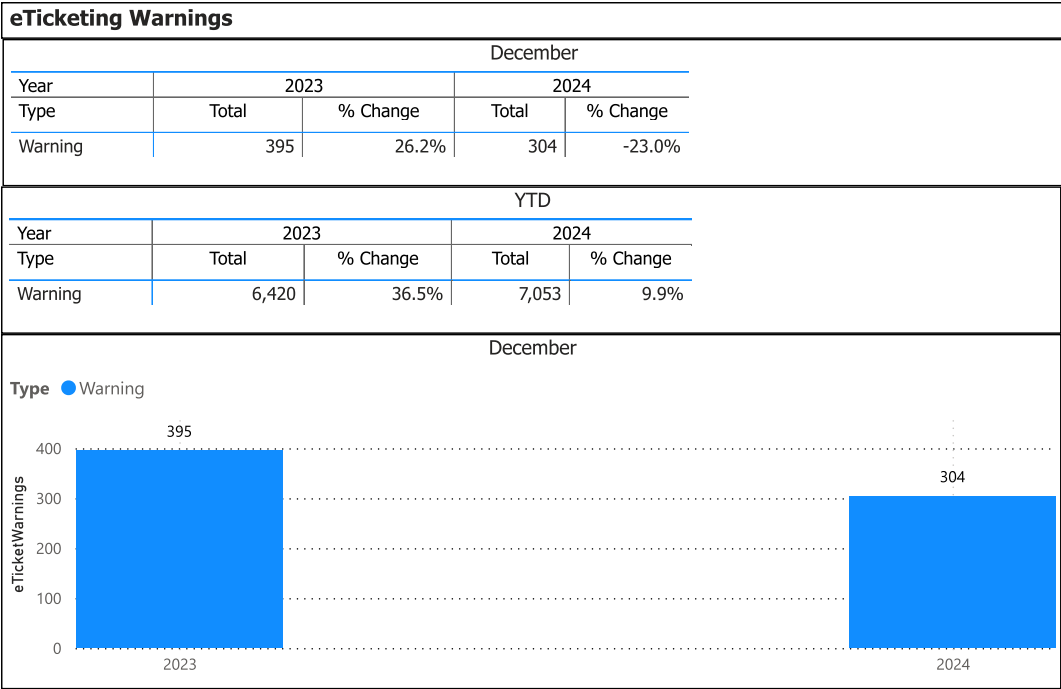 eTicketing Warnings
December
Year 2023 2024
Type Total % Change Total % Change
Warning 395 26.2% 304 -23.0%
YTD
Year 2023 2024
Type Total % Change Total % Change
Warning 6,420 36.5% 7,053 9.9%
December
Type Warning
395
400
304
300
200
100
0
eTicketWarnings
2023 2024